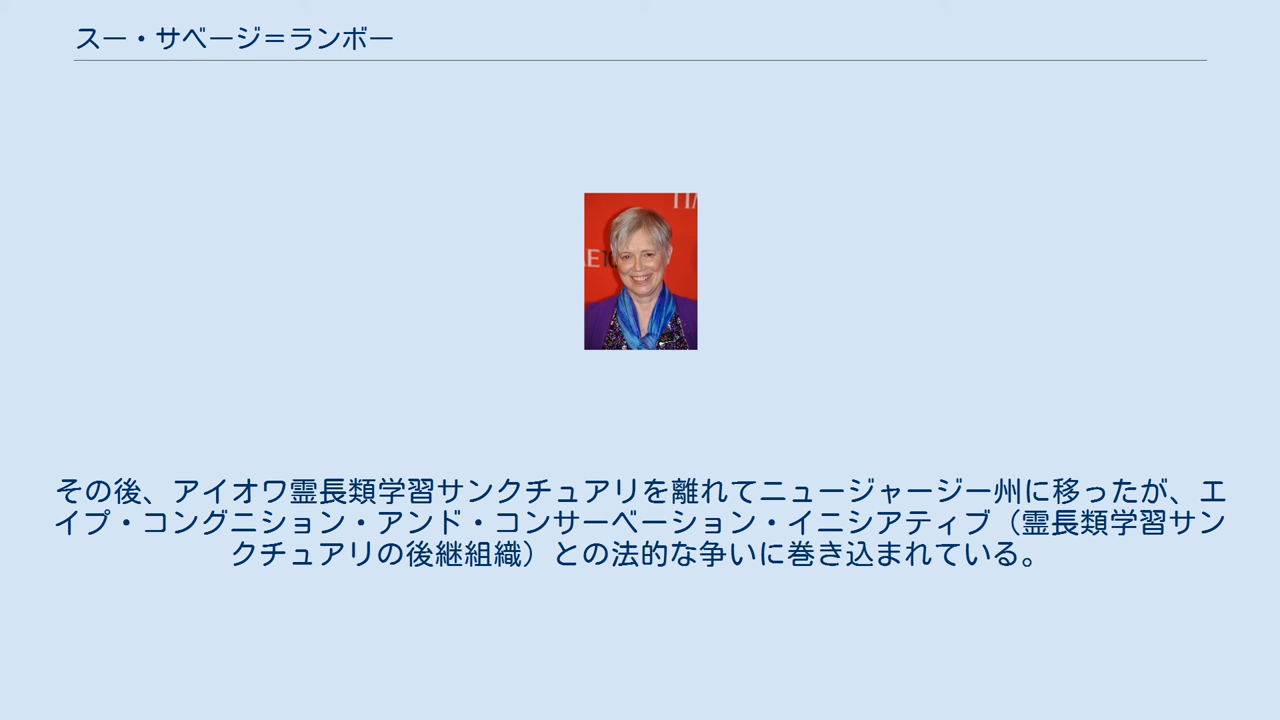 スー・サベージ＝ランボー
TIM
E10
その後、アイオワ霊長類学習サンクチュアリを離れてニュージャージー州に移ったが、エ
イプ・コングニション・アンド・コンサーベーション・イニシアティブ（霊長類学習サン
クチュアリの後継組織）との法的な争いに巻き込まれている。